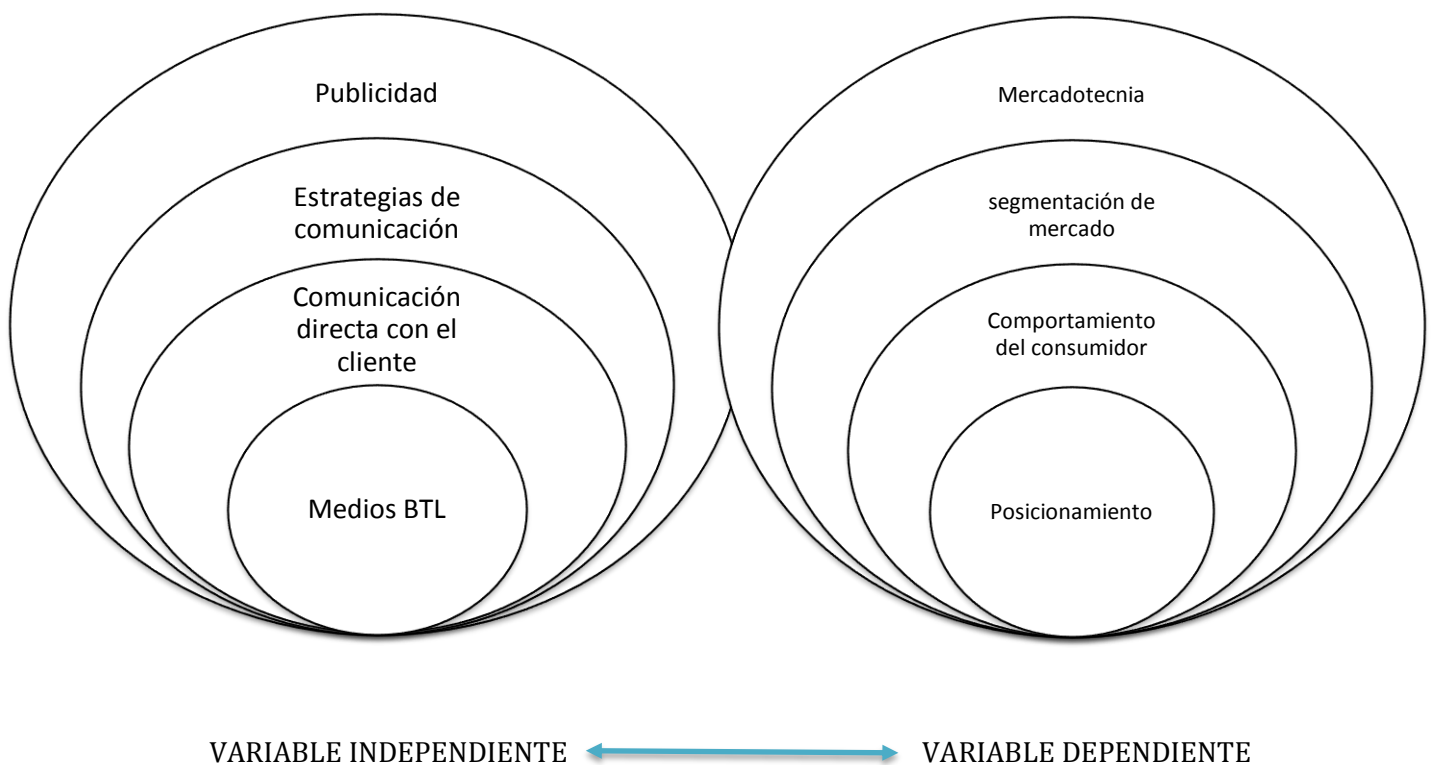 Publicidad
Estrategias de
comunicación
Comunicación
directa con el
cliente
Medios BTL
Mercadotecnia
segmentación de
mercado
Comportamiento
del consumidor
Posicionamiento
VARIABLE INDEPENDIENTE
VARIABLE DEPENDIENTE